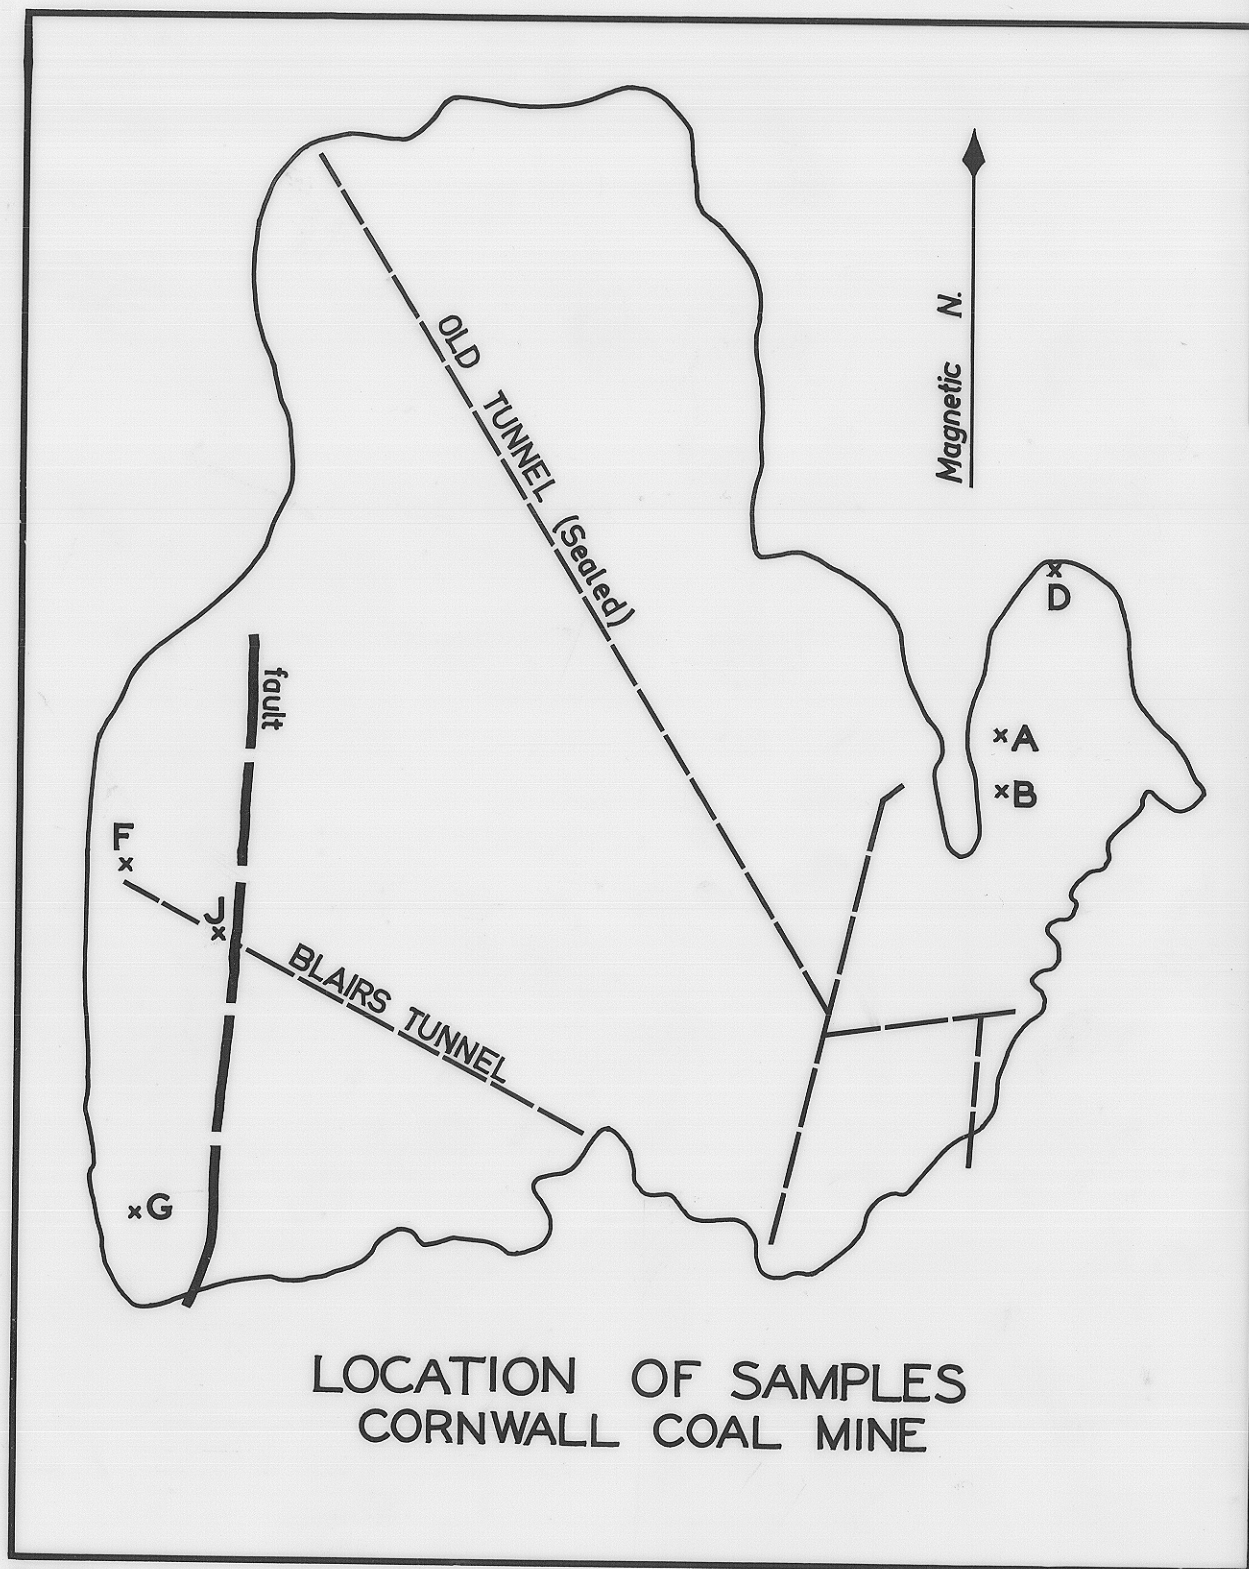 OLD TUNNEL (Sealed)
Magnetic N.
D
fault
A
B
F
J
BLAIRS TUNNEL
G
LOCATION OF SAMPLES
CORNWALL COAL MINE